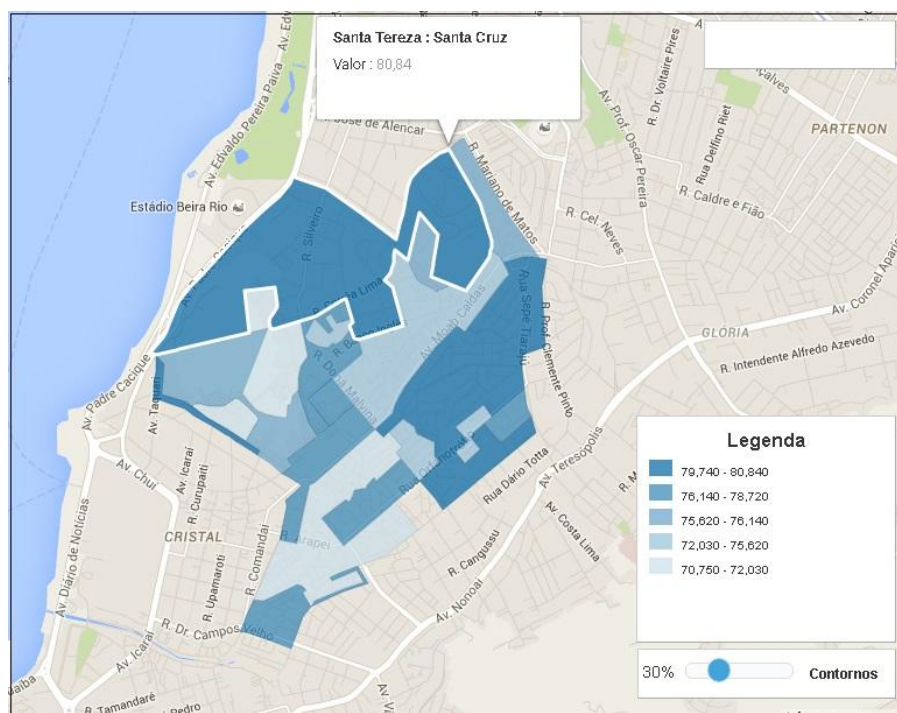 Santa Tereza : Santa Cruz
Valor : 80,84
Av. Edvaldo Pereira Paiva
José de Alencar
R. Dr. Voltaire Pires
Av. Prof. Oscar Pereira
Rua Delfino Riet
PARTENON
R. Mariano de Matos
R. Caldre e Fião
Estádio Beira Rio
R. Silveiro
R. Cel. Neves
Av. Coronel Aparíc
Rua Sepé Tiarajú
Av. Moab Caldas
R. Dona Malvina
R. Prof. Clemente Pinto
GLÓRIA
R. Intendente Alfredo Azevedo
Av. Padre Cacique
Av. Taquari
Av. Chuí
Av. Icaraí
R. Curupaiti
Rua Dário Totta
Av. Teresópolis
Av. Costa Lima
Av. Diário de Notícias
CRISTAL
R. Comandaí
R. Upamaroti
R. Cangussu
Av. Nonoai
R. Dr. Campos Velho
Av. Icaraí
R. Tamandaré
Pedro
Legenda
79,740 - 80,840
76,140 - 78,720
75,620 - 76,140
72,030 - 75,620
70,750 - 72,030
30%
Contornos